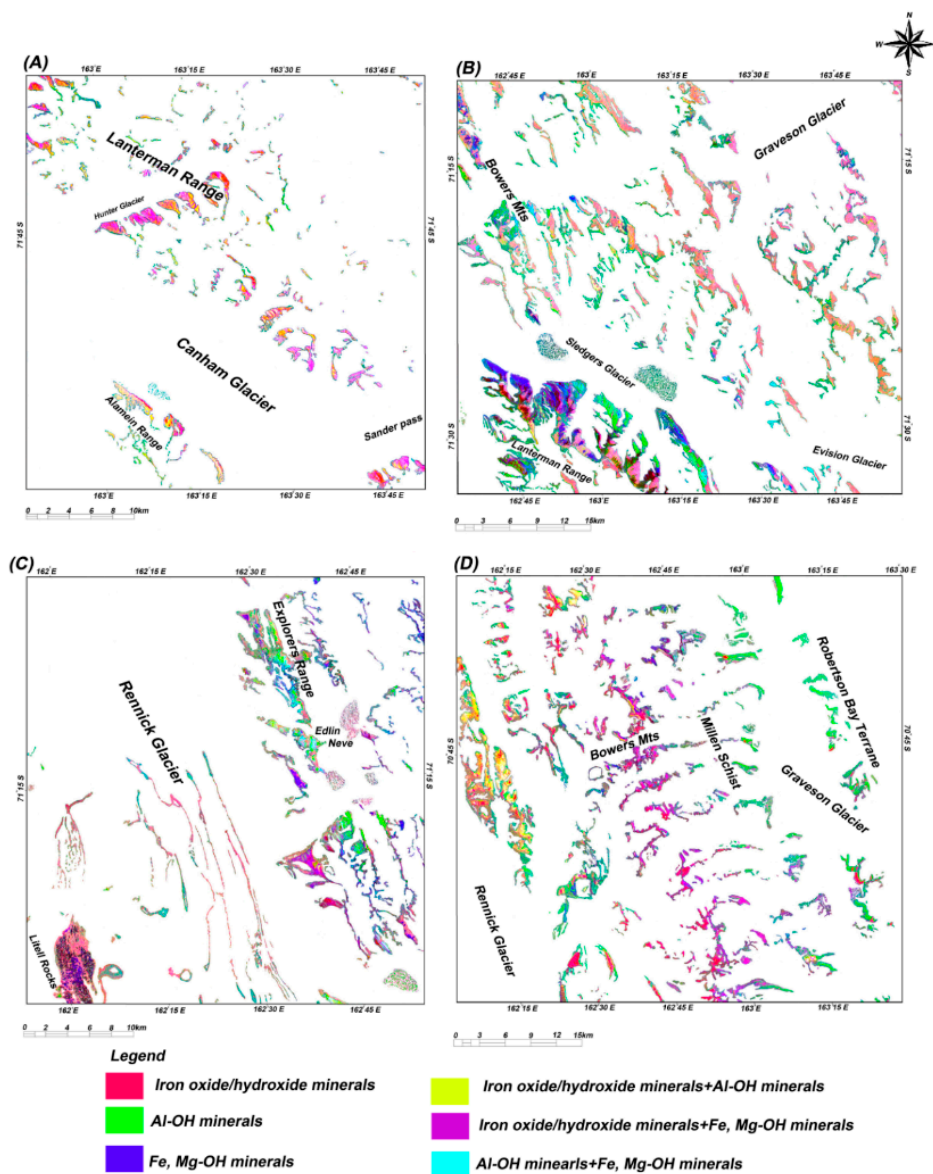 N
W
S
(A)
163°E
163°15'E
163°30'E
163°45'E
Lanterman Range
Hunter Glacier
71°45 S
71°45 S
Canham Glacier
Alamein Range
Sander pass
163°E
163°15'E
163°30'E
163°45 E
0 2 4 6 8 10km
(B)
162°45 E
163°E
163°15'E
163°30'E
163°45 E
Graveson Glacier
71°15 S
71°15 S
Bowers Mts
Sledgers Glacier
71°30 S
71°30 S
Lanterman Range
Evision Glacier
162°45 E
163°E
163°15'E
163°30'E
163°45'E
0 3 6 9 12 15km
(C)
162°E
162°15'E
162°30 E
162°45 E
Explorers Range
Rennick Glacier
Edlin
Neve
71°15 S
71°15 S
Litell Rocks
162°E
162°15'E
162°30 E
162°45 E
0 2 4 6 8 10km
(D)
162°15'E
162°30 E
162°45 E
163°E
163°15'E
163°30 E
Robertson Bay Terrane
70°45 S
70°45 S
Bowers Mts
Millen Schist
Graveson Glacier
Rennick Glacier
162°15 E
162°30 E
162°45 E
163°E
163°15'E
0 3 6 9 12 15km
Legend
Iron oxide/hydroxide minerals
Iron oxide/hydroxide minerals+Al-OH minerals
Al-OH minerals
Iron oxide/hydroxide minerals+Fe, Mg-OH minerals
Fe, Mg-OH minerals
Al-OH minearls+Fe, Mg-OH minerals